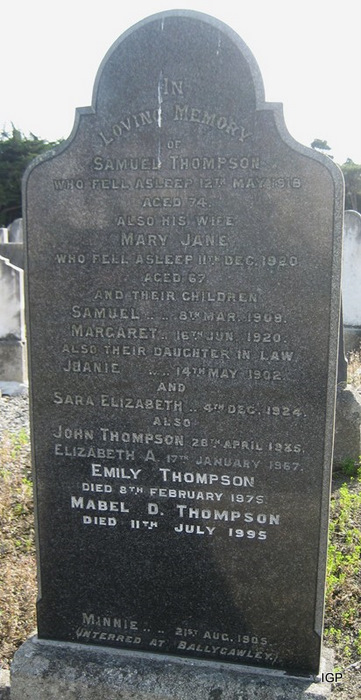 IN
LOVING MEMORY
OF
SAMUEL THOMPSON
WHO FELL ASLEEP 12TH MAY 1918
AGED 74.
ALSO HIS WIFE
MARY JANE
WHO FELL ASLEEP 11TH DEC. 1920
AGED 67.
AND THEIR CHILDREN
SAMUEL .. .. 8TH MAR. 1909.
MARGARET .. 16TH JUN. 1920.
ALSO THEIR DAUGHTER IN LAW
JOANIE .. .. 14TH MAY 1902.
AND
SARA ELIZABETH .. 4TH DEC. 1924.
ALSO
JOHN THOMPSON 28TH APRIL 1935.
ELIZABETH A. 17TH JANUARY 1967.
EMILY THOMPSON
DIED 8TH FEBRUARY 1975
MABEL D. THOMPSON
DIED 11TH JULY 1995
MINNIE .. .. 21ST AUG. 1905.
(INTERRED AT BALLYGAWLEY.)
IGP